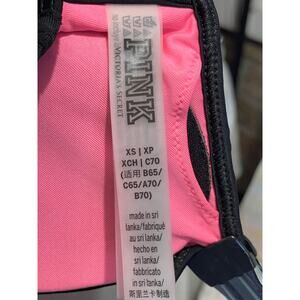 PINK
VICTORIA'S SECRET
XS | XP
XCH | C70
(适用 B65/
C65/A70/
B70)
made in sri
lanka/fabriqué
au sri lanka/
hecho en
sri lanka/
fabbricato
in sri lanka/
斯里兰卡制造